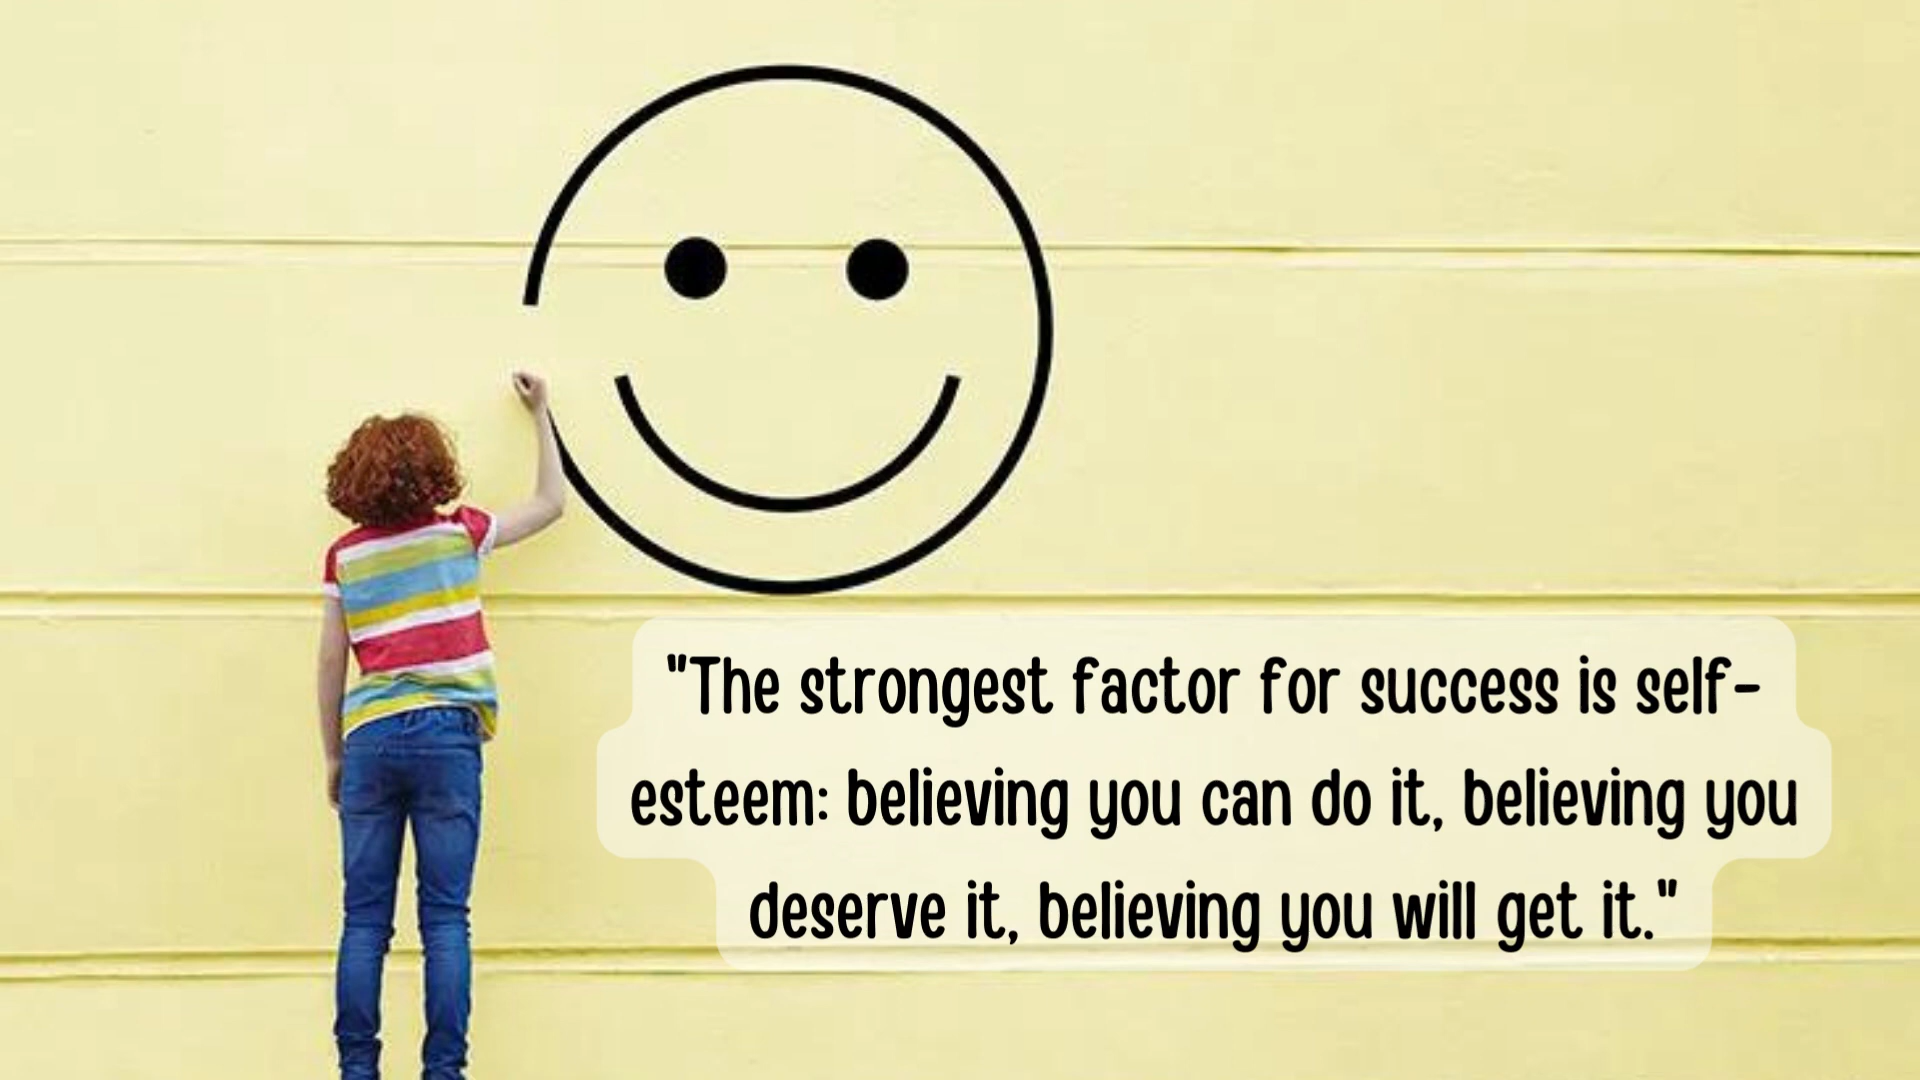 "The strongest factor for success is self-
esteem: believing you can do it, believing you
deserve it, believing you will get it."